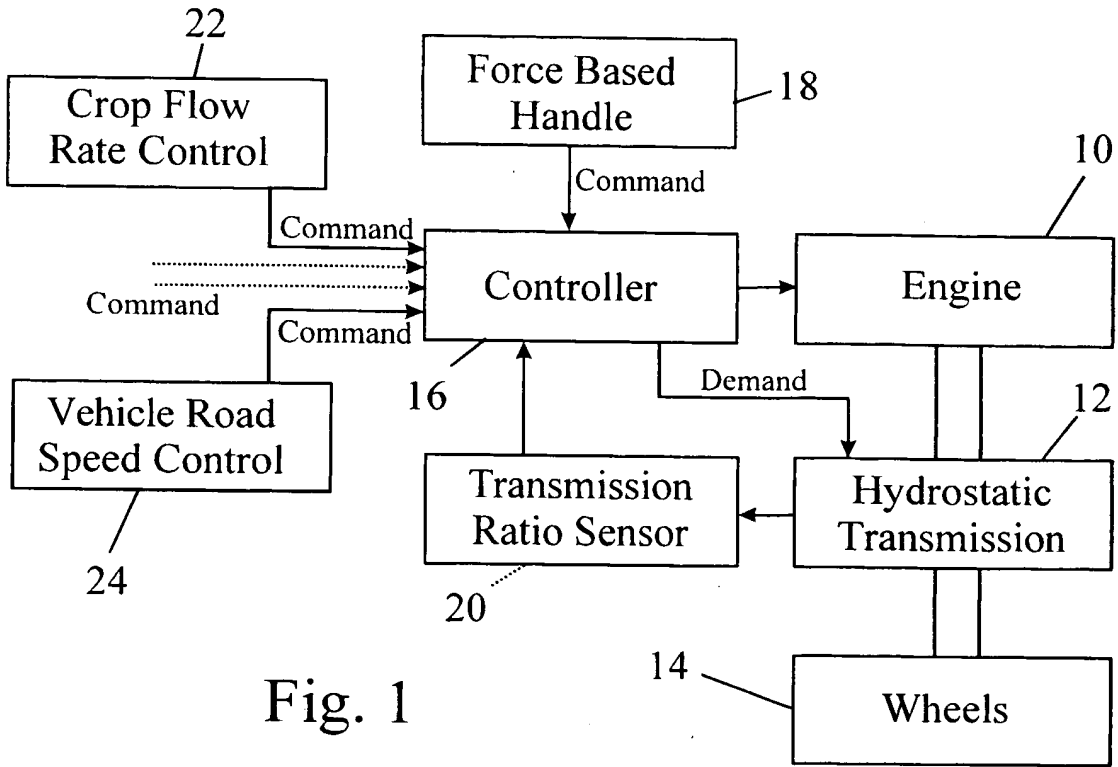 22
Crop Flow
Rate Control
Force Based
Handle
18
Command
10
Command
Controller
Engine
Command
Command
16
Demand
12
Vehicle Road
Speed Control
Transmission
Ratio Sensor
Hydrostatic
Transmission
24
20
14
Wheels
Fig. 1